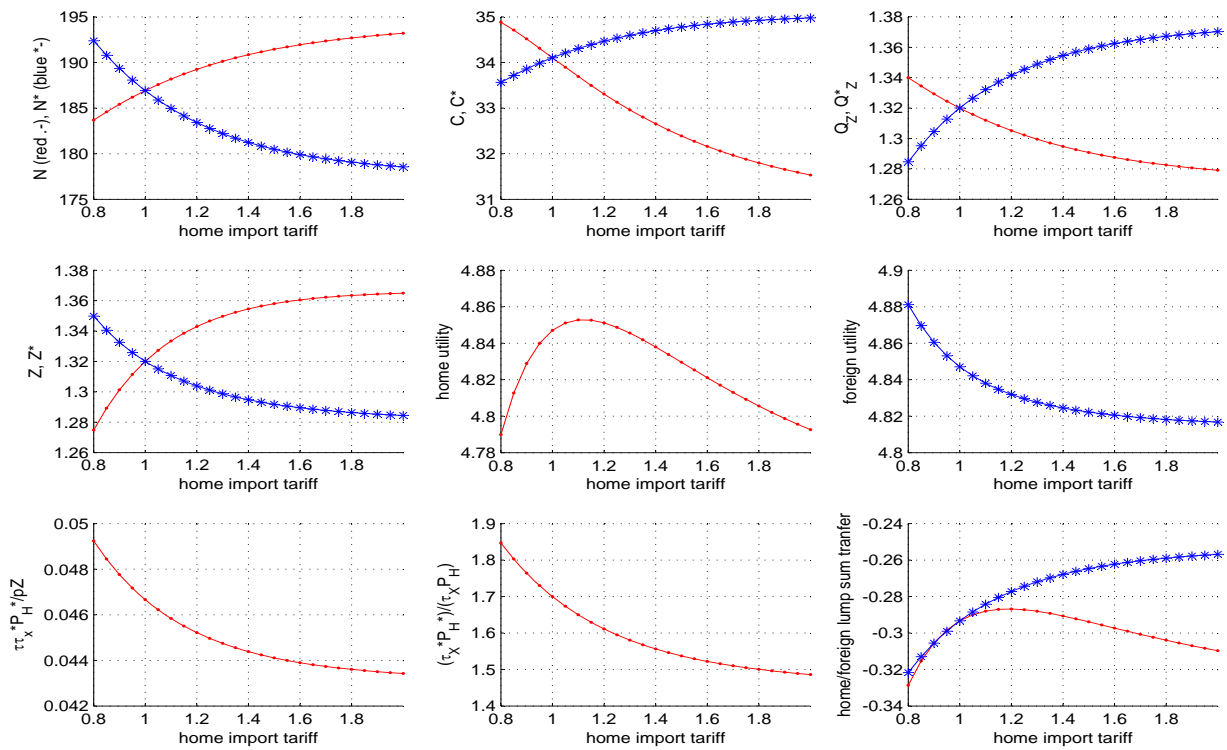 195
190
185
180
175
N (red .-), N* (blue *-)
0.8 1 1.2 1.4 1.6 1.8
home import tariff
35
34
33
32
31
C, C*
0.8 1 1.2 1.4 1.6 1.8
home import tariff
1.38
1.36
1.34
1.32
1.3
1.28
1.26
Q_Z, Q*_Z
0.8 1 1.2 1.4 1.6 1.8
home import tariff
1.38
1.36
1.34
1.32
1.3
1.28
1.26
Z, Z*
0.8 1 1.2 1.4 1.6 1.8
home import tariff
4.88
4.86
4.84
4.82
4.8
4.78
home utility
0.8 1 1.2 1.4 1.6 1.8
home import tariff
4.9
4.88
4.86
4.84
4.82
4.8
foreign utility
0.8 1 1.2 1.4 1.6 1.8
home import tariff
0.05
0.048
0.046
0.044
0.042
ττ_x*P_H*/pZ
0.8 1 1.2 1.4 1.6 1.8
home import tariff
1.9
1.8
1.7
1.6
1.5
1.4
(τ_X*P_H*)/(τ_XP_H)
0.8 1 1.2 1.4 1.6 1.8
home import tariff
-0.24
-0.26
-0.28
-0.3
-0.32
-0.34
home/foreign lump sum tranfer
0.8 1 1.2 1.4 1.6 1.8
home import tariff